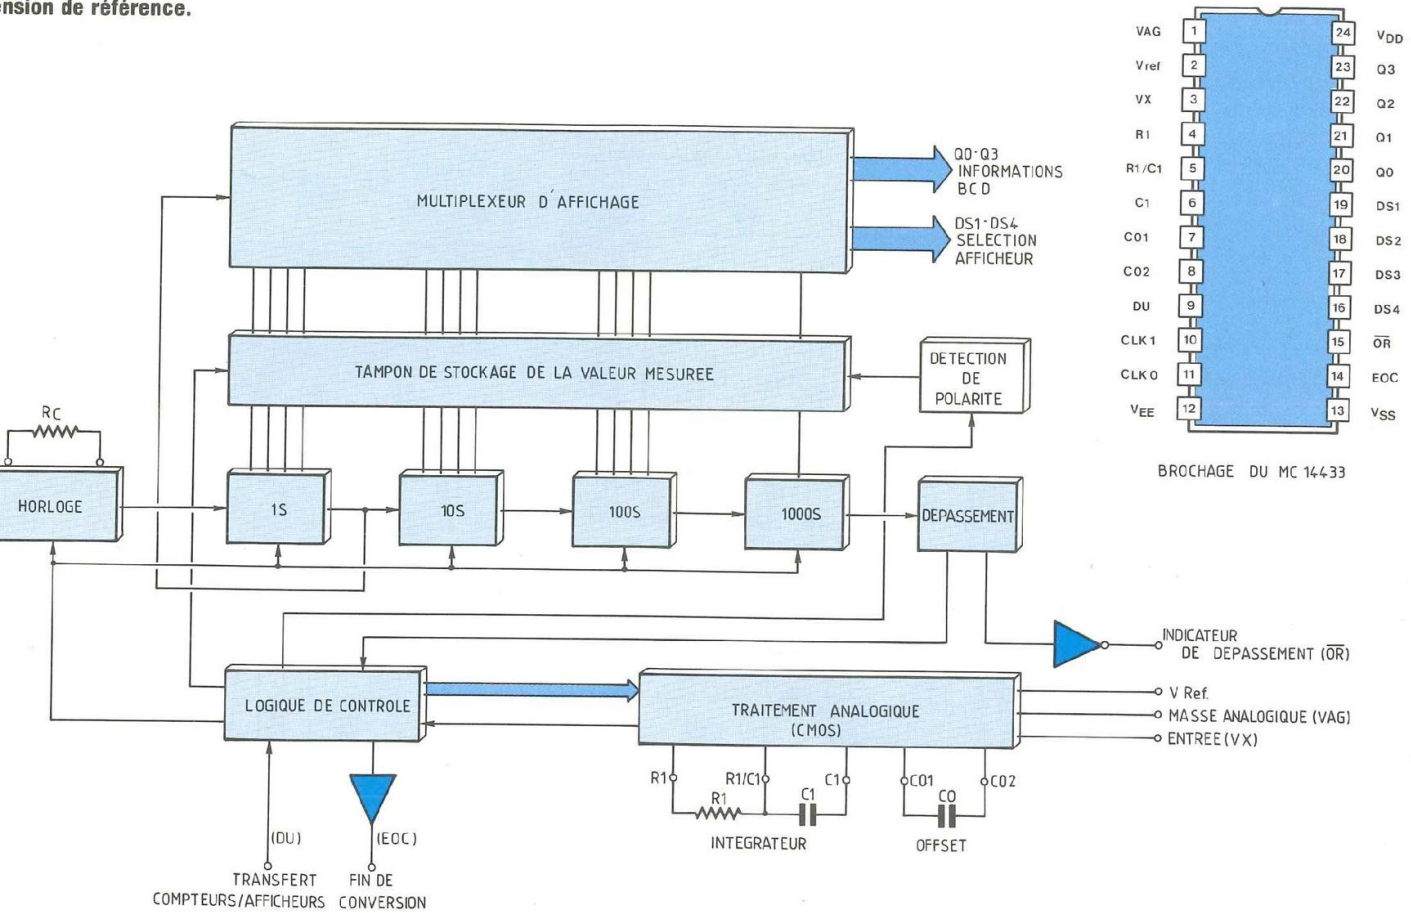 ension de référence.
MULTIPLEXEUR D'AFFICHAGE
Q0-Q3
INFORMATIONS
BCD
DS1-DS4
SELECTION
AFFICHEUR
TAMPON DE STOCKAGE DE LA VALEUR MESUREE
DETECTION
DE
POLARITE
RC
HORLOGE
1S
10S
100S
1000S
DEPASSEMENT
INDICATEUR
DE DEPASSEMENT (OR)
LOGIQUE DE CONTROLE
TRAITEMENT ANALOGIQUE
(CMOS)
V Ref.
MASSE ANALOGIQUE (VAG)
ENTREE (VX)
R1
R1/C1
C1
CO1
CO2
R1
C1
CO
INTEGRATEUR
OFFSET
(DU)
(EOC)
TRANSFERT
COMPTEURS/AFFICHEURS
FIN DE
CONVERSION
VAG 1
Vref 2
VX 3
R1 4
R1/C1 5
C1 6
CO1 7
CO2 8
DU 9
CLK1 10
CLK0 11
VEE 12
24 VDD
23 Q3
22 Q2
21 Q1
20 Q0
19 DS1
18 DS2
17 DS3
16 DS4
15 OR
14 EOC
13 VSS
BROCHAGE DU MC 14433